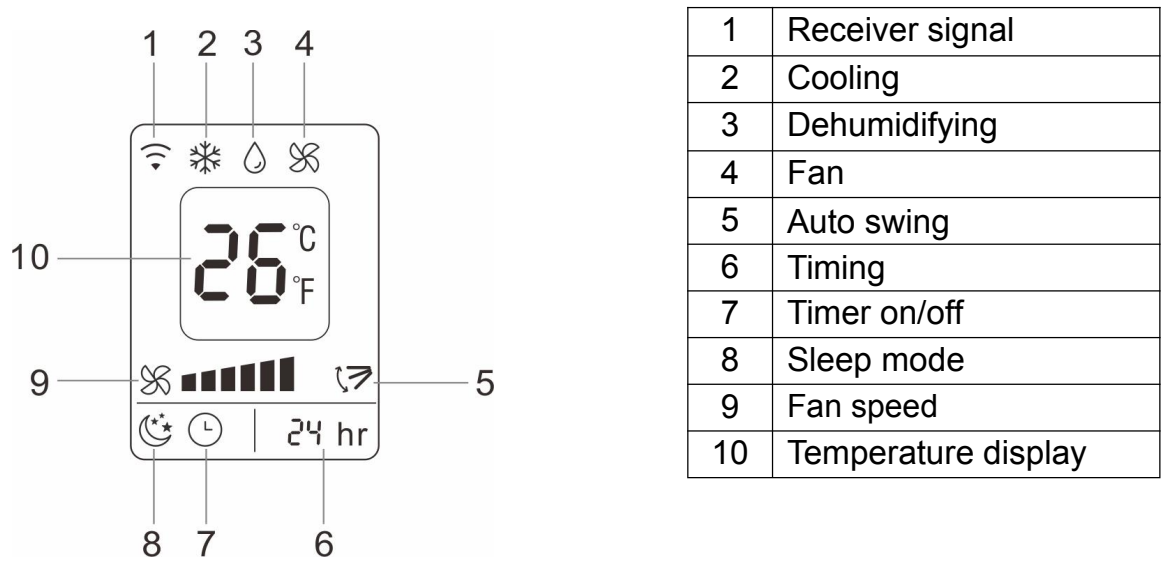 1 2 3 4
26 °C
°F
10
9
5
24 hr
8 7 6
1 Receiver signal
2 Cooling
3 Dehumidifying
4 Fan
5 Auto swing
6 Timing
7 Timer on/off
8 Sleep mode
9 Fan speed
10 Temperature display